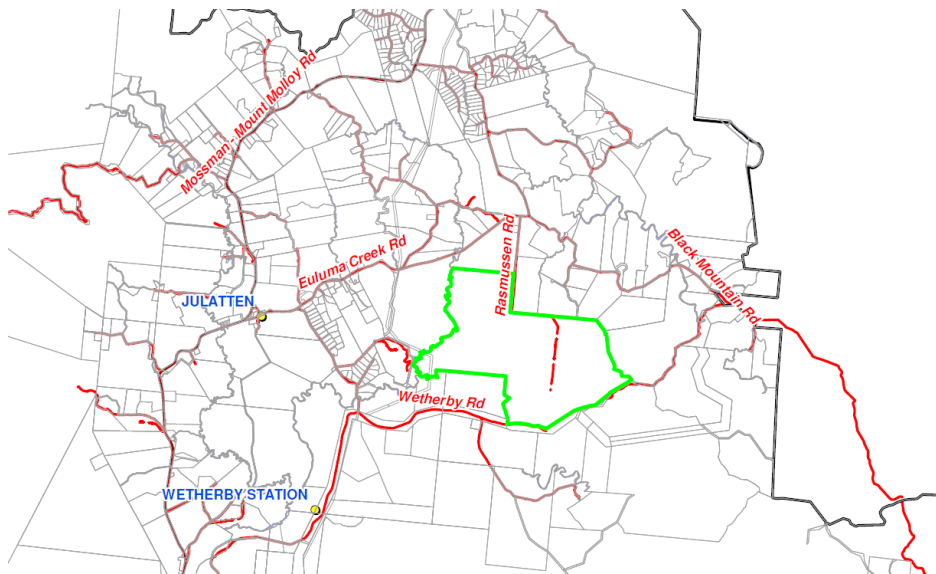 Mossman - Mount Molloy Rd
Rasmussen Rd
Euluma Creek Rd
Black Mountain Rd
JULATTEN
Wetherby Rd
WETHERBY STATION